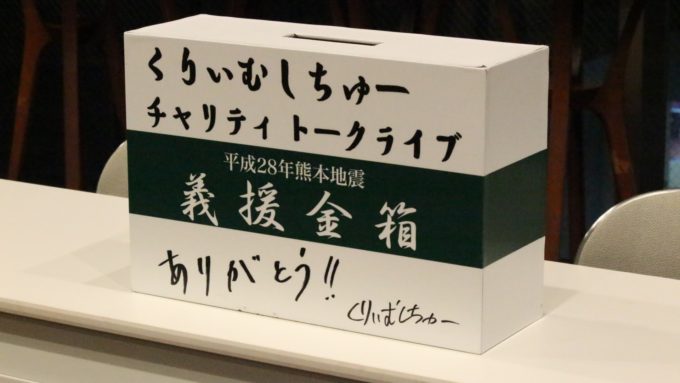 くりぃむしちゅー
チャリティトークライブ
平成28年熊本地震
義援金箱
ありがとう!!
くりぃむしちゅー